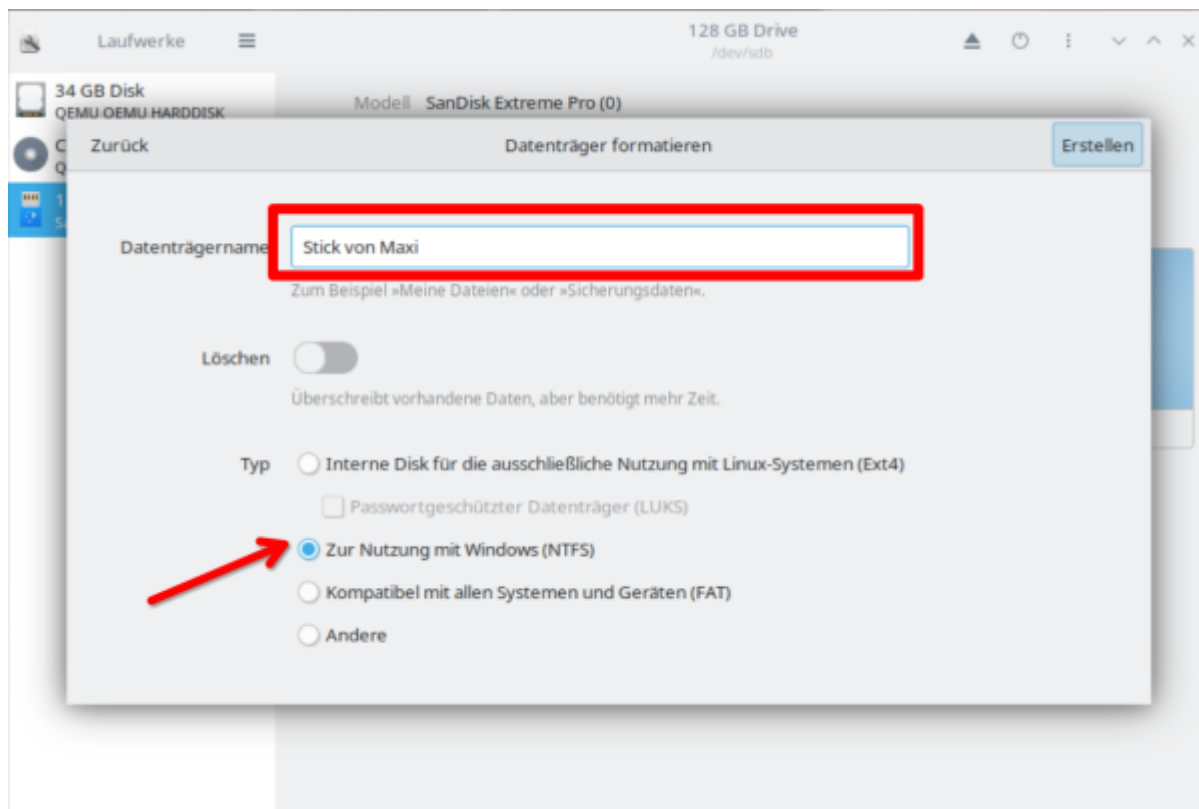 Laufwerke
128 GB Drive
/dev/sdb
34 GB Disk
QEMU QEMU HARDDISK
Modell SanDisk Extreme Pro (0)
Zurück
Datenträger formatieren
Erstellen
Datenträgername
Stick von Maxi
Zum Beispiel »Meine Dateien« oder »Sicherungsdaten«.
Löschen
Überschreibt vorhandene Daten, aber benötigt mehr Zeit.
Typ
Interne Disk für die ausschließliche Nutzung mit Linux-Systemen (Ext4)
Passwortgeschützter Datenträger (LUKS)
Zur Nutzung mit Windows (NTFS)
Kompatibel mit allen Systemen und Geräten (FAT)
Andere